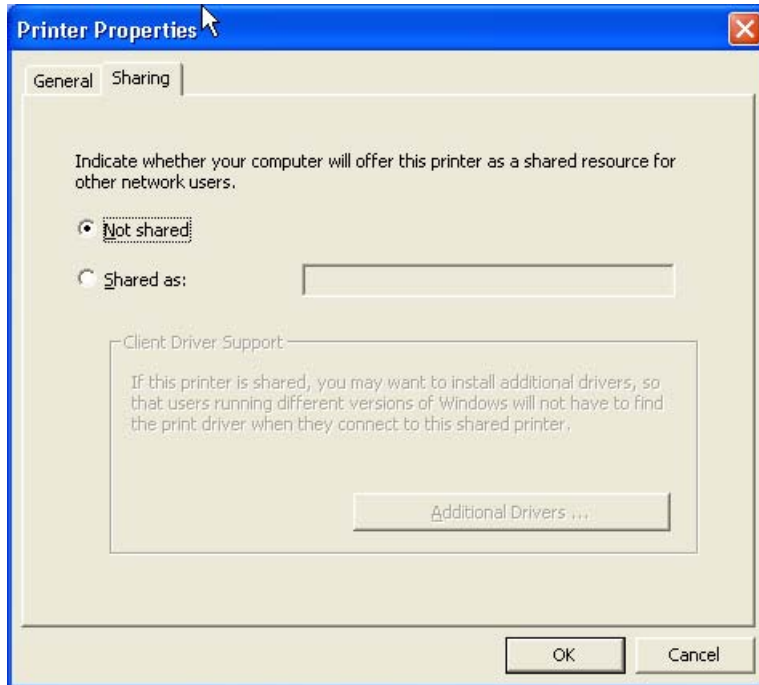 Printer Properties
General Sharing
Indicate whether your computer will offer this printer as a shared resource for
other network users.
Not shared
Shared as:
Client Driver Support
If this printer is shared, you may want to install additional drivers, so
that users running different versions of Windows will not have to find
the print driver when they connect to this shared printer.
Additional Drivers ...
OK Cancel